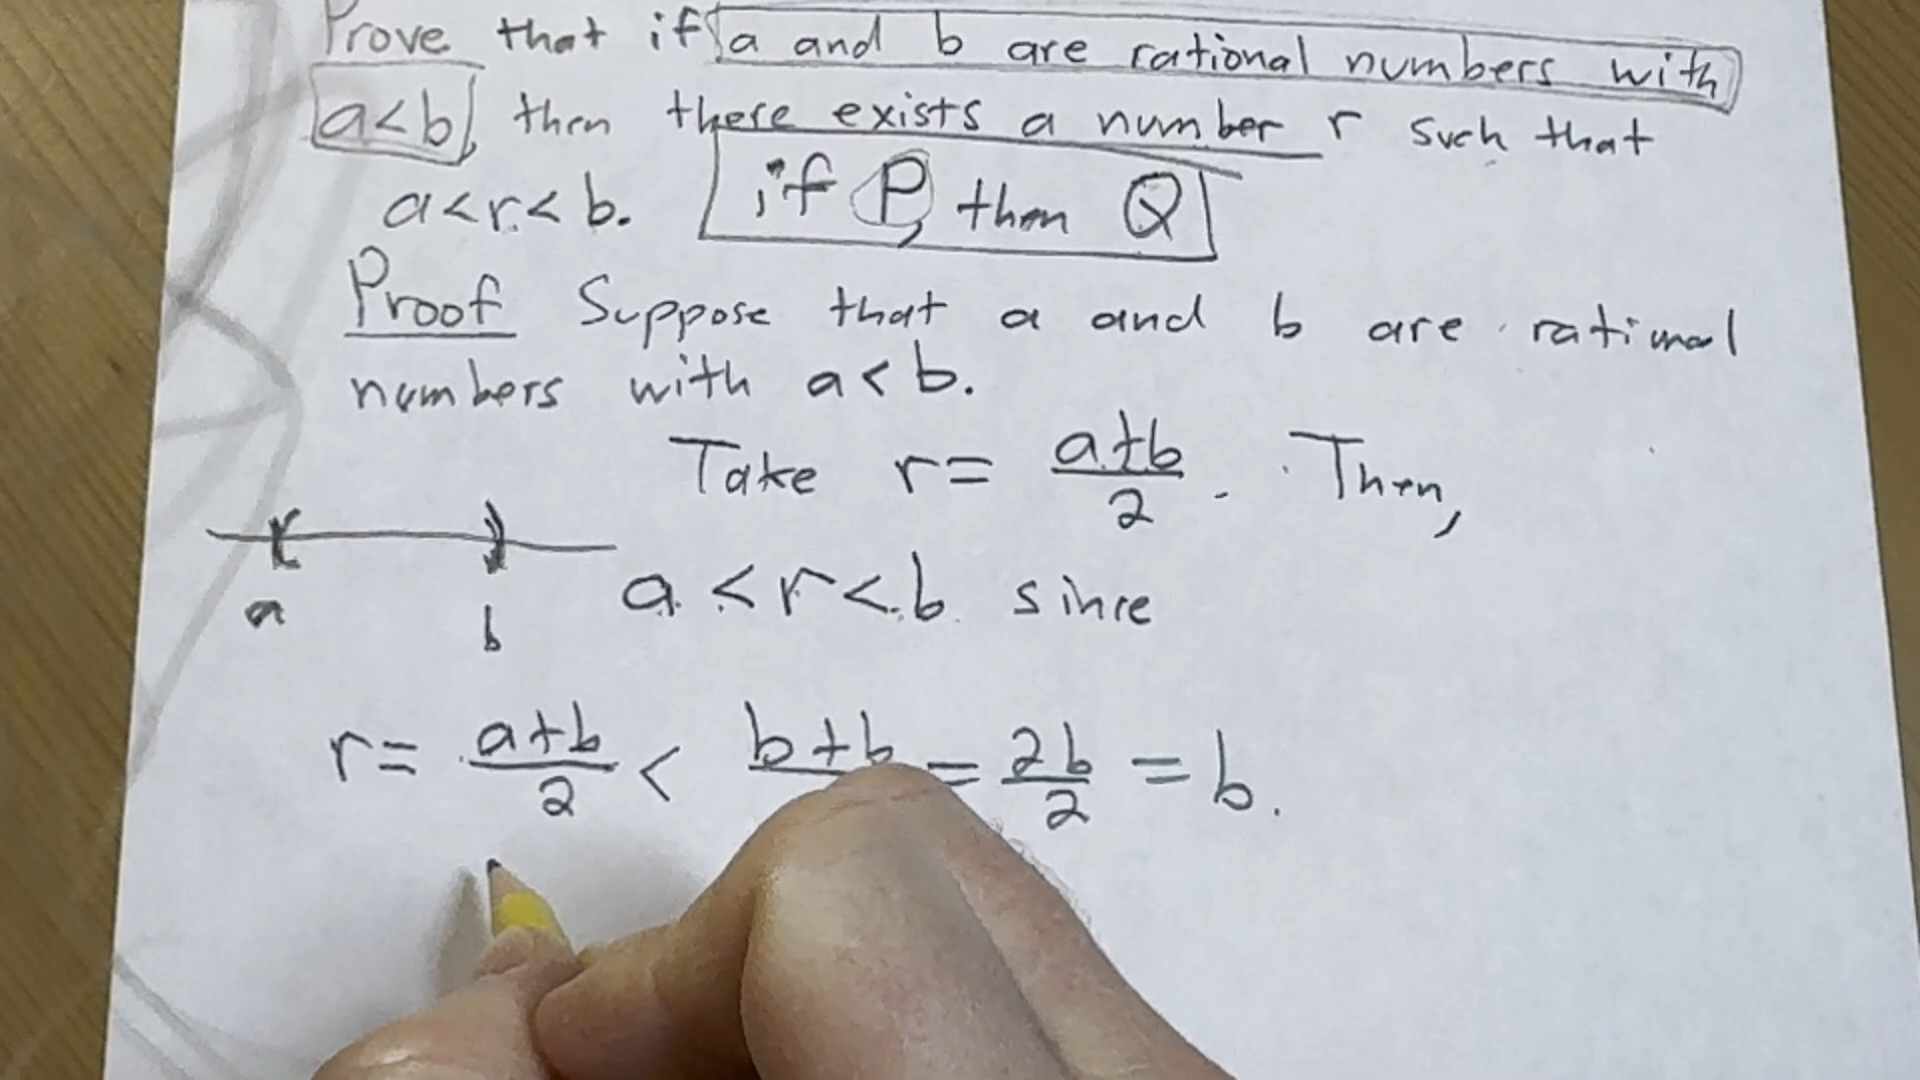 Prove that if a and b are rational numbers with
a<b, then there exists a number r such that
a<r<b.
if P, then Q
Proof Suppose that a and b are rational
numbers with a<b.
Take r= a+b/2. Then,
a b
a<r<b since
r= a+b/2 < b+b = 2b/2 = b.